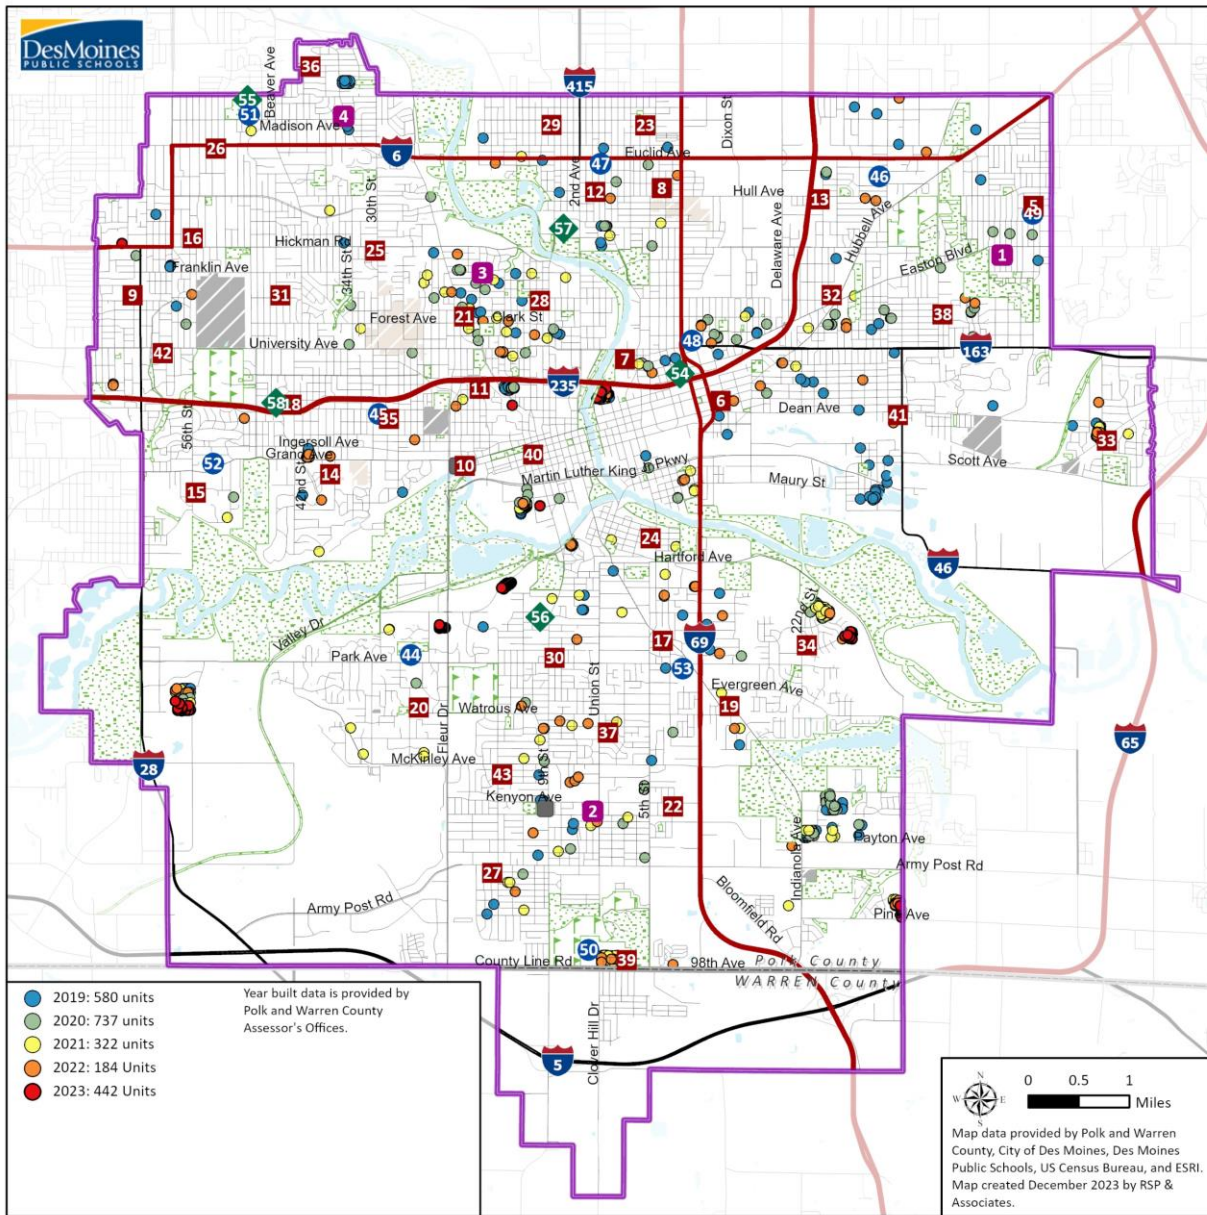 DesMoines
PUBLIC SCHOOLS
36
Beaver Ave
55
51
Madison Ave
4
415
29
23
Dixon St
26
6
2nd Ave
47
Euclid Ave
46
12
8
Hull Ave
13
5
49
30th St
57
Hubbell Ave
16
Hickman Rd
25
Delaware Ave
Easton Blvd
1
Franklin Ave
34th St
3
9
31
28
32
38
Forest Ave
21
Clark St
University Ave
48
42
7
163
54
11
235
58
18
45
35
6
Dean Ave
41
56th St
Ingersoll Ave
Grand Ave
33
52
14
10
40
Scott Ave
15
42nd St
Martin Luther King Jr Pkwy
Maury St
24
Hartford Ave
46
22nd St
56
Valley Dr
17
69
34
Park Ave
44
30
53
Union St
Evergreen Ave
20
Watrous Ave
19
Fleur Dr
37
65
28
McKinley Ave
9th St
43
Kenyon Ave
2
5th St
22
Indianola Ave
Payton Ave
Army Post Rd
27
Army Post Rd
Bloomfield Rd
Pine Ave
50
County Line Rd
39
98th Ave
Polk County
WARREN County
Clover Hill Dr
5
2019: 580 units
2020: 737 units
2021: 322 units
2022: 184 Units
2023: 442 Units
Year built data is provided by
Polk and Warren County
Assessor's Offices.
N
W
E
S
0 0.5 1
Miles
Map data provided by Polk and Warren
County, City of Des Moines, Des Moines
Public Schools, US Census Bureau, and ESRI.
Map created December 2023 by RSP &
Associates.